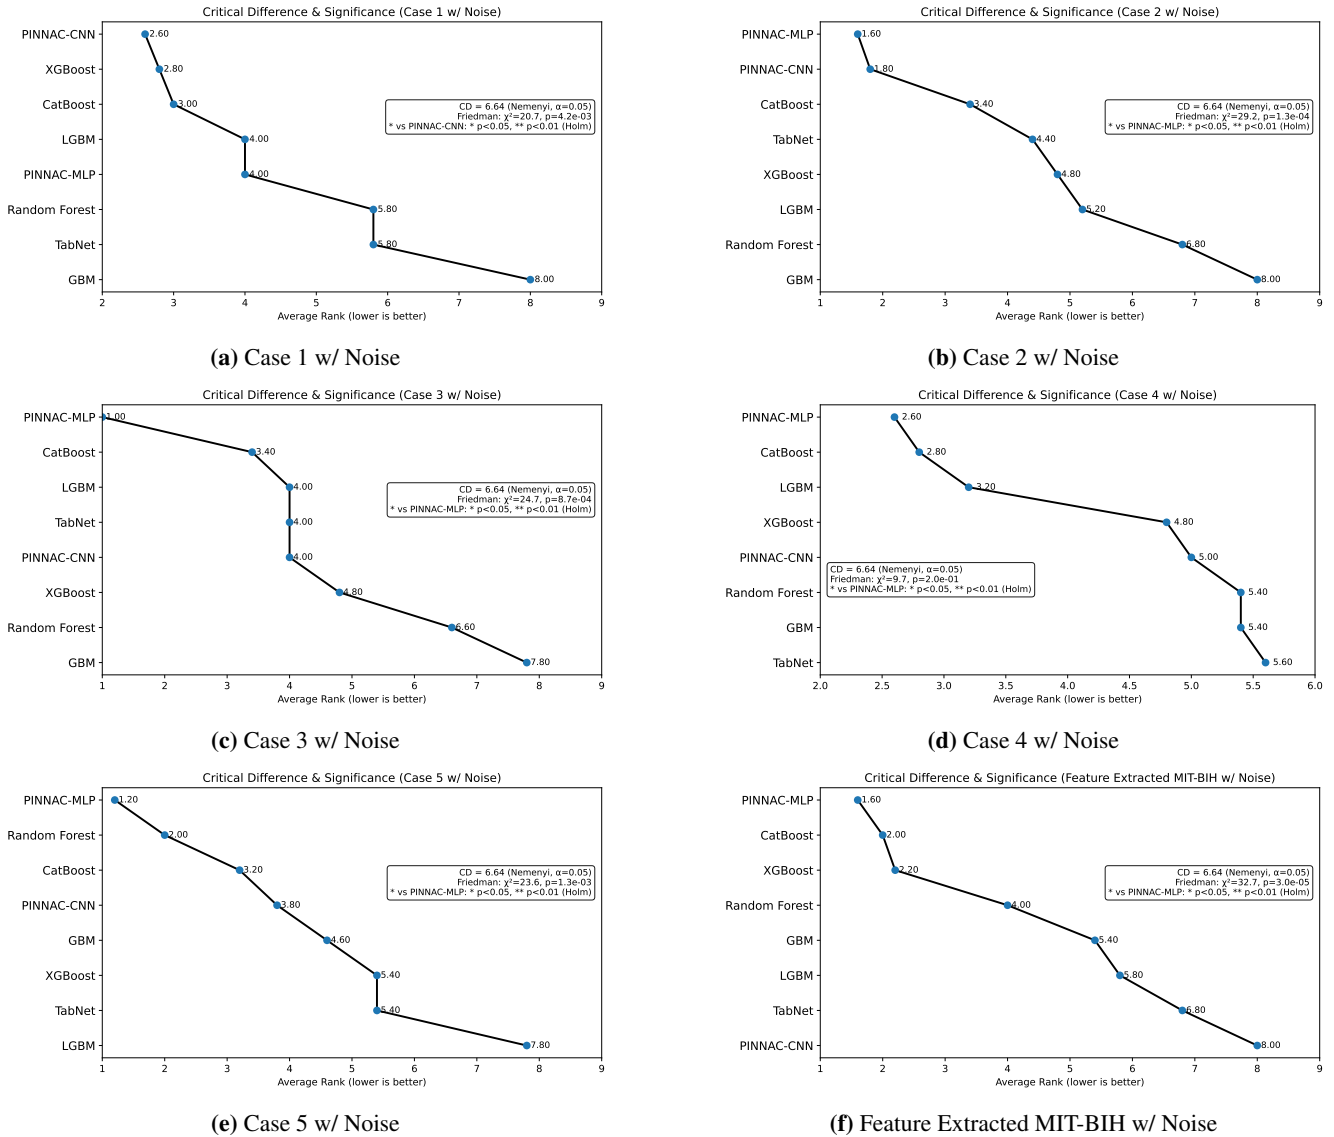 Critical Difference & Significance (Case 1 w/ Noise)
PINNAC-CNN
2.60
XGBoost
2.80
CatBoost
3.00
CD = 6.64 (Nemenyi, α=0.05)
Friedman: χ²=20.7, p=4.2e-03
* vs PINNAC-CNN: * p<0.05, ** p<0.01 (Holm)
LGBM
4.00
PINNAC-MLP
4.00
Random Forest
5.80
TabNet
5.80
GBM
8.00
2 3 4 5 6 7 8 9
Average Rank (lower is better)
(a) Case 1 w/ Noise
Critical Difference & Significance (Case 2 w/ Noise)
PINNAC-MLP
1.60
PINNAC-CNN
1.80
CatBoost
3.40
CD = 6.64 (Nemenyi, α=0.05)
Friedman: χ²=29.2, p=1.3e-04
* vs PINNAC-MLP: * p<0.05, ** p<0.01 (Holm)
TabNet
4.40
XGBoost
4.80
LGBM
5.20
Random Forest
6.80
GBM
8.00
1 2 3 4 5 6 7 8 9
Average Rank (lower is better)
(b) Case 2 w/ Noise
Critical Difference & Significance (Case 3 w/ Noise)
PINNAC-MLP
1.00
CatBoost
3.40
LGBM
4.00
CD = 6.64 (Nemenyi, α=0.05)
Friedman: χ²=24.7, p=8.7e-04
* vs PINNAC-MLP: * p<0.05, ** p<0.01 (Holm)
TabNet
4.00
PINNAC-CNN
4.00
XGBoost
4.80
Random Forest
6.60
GBM
7.80
1 2 3 4 5 6 7 8 9
Average Rank (lower is better)
(c) Case 3 w/ Noise
Critical Difference & Significance (Case 4 w/ Noise)
PINNAC-MLP
2.60
CatBoost
2.80
LGBM
3.20
XGBoost
4.80
PINNAC-CNN
5.00
CD = 6.64 (Nemenyi, α=0.05)
Friedman: χ²=9.7, p=2.0e-01
* vs PINNAC-MLP: * p<0.05, ** p<0.01 (Holm)
Random Forest
5.40
GBM
5.40
TabNet
5.60
2.0 2.5 3.0 3.5 4.0 4.5 5.0 5.5 6.0
Average Rank (lower is better)
(d) Case 4 w/ Noise
Critical Difference & Significance (Case 5 w/ Noise)
PINNAC-MLP
1.20
Random Forest
2.00
CatBoost
3.20
CD = 6.64 (Nemenyi, α=0.05)
Friedman: χ²=23.6, p=1.3e-03
* vs PINNAC-MLP: * p<0.05, ** p<0.01 (Holm)
PINNAC-CNN
3.80
GBM
4.60
XGBoost
5.40
TabNet
5.40
LGBM
7.80
1 2 3 4 5 6 7 8 9
Average Rank (lower is better)
(e) Case 5 w/ Noise
Critical Difference & Significance (Feature Extracted MIT-BIH w/ Noise)
PINNAC-MLP
1.60
CatBoost
2.00
XGBoost
2.20
CD = 6.64 (Nemenyi, α=0.05)
Friedman: χ²=32.7, p=3.0e-05
* vs PINNAC-MLP: * p<0.05, ** p<0.01 (Holm)
Random Forest
4.00
GBM
5.40
LGBM
5.80
TabNet
6.80
PINNAC-CNN
8.00
1 2 3 4 5 6 7 8 9
Average Rank (lower is better)
(f) Feature Extracted MIT-BIH w/ Noise